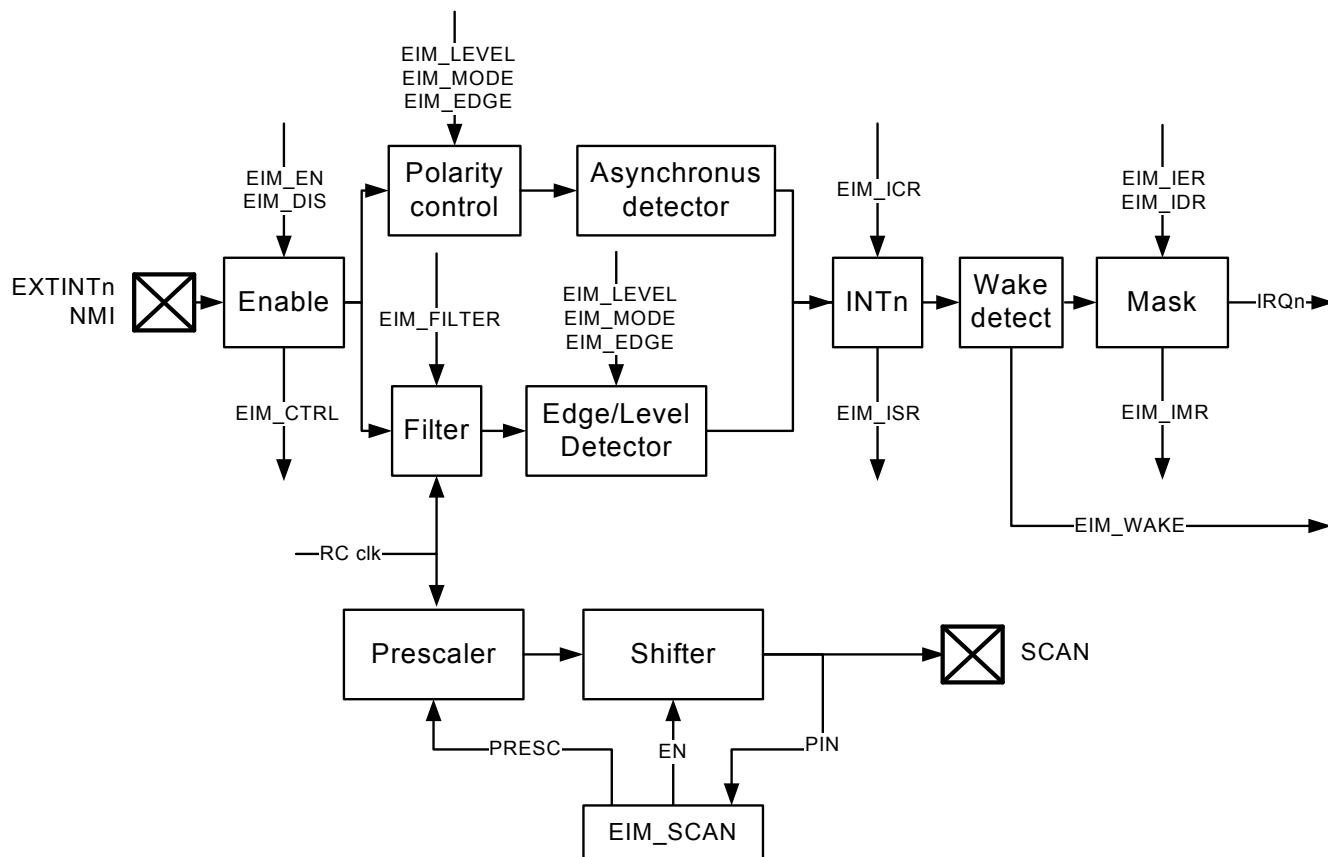 EIM_LEVEL
EIM_MODE
EIM_EDGE
EIM_EN
EIM_DIS
Polarity
control
Asynchronus
detector
EIM_ICR
EIM_IER
EIM_IDR
EXTINTn
NMI
Enable
EIM_FILTER
EIM_LEVEL
EIM_MODE
EIM_EDGE
INTn
Wake
detect
Mask
IRQn
EIM_CTRL
Filter
Edge/Level
Detector
EIM_ISR
EIM_IMR
EIM_WAKE
RC clk
Prescaler
Shifter
SCAN
PRESC
EN
PIN
EIM_SCAN